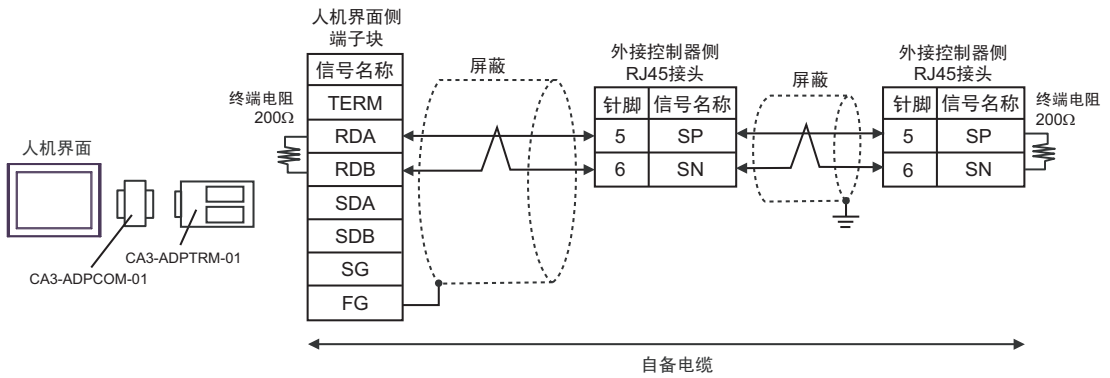 人机界面
CA3-ADPCOM-01
CA3-ADPTRM-01
人机界面侧
端子块
信号名称
TERM
RDA
RDB
SDA
SDB
SG
FG
终端电阻
200Ω
屏蔽
外接控制器侧
RJ45接头
针脚 信号名称
5 SP
6 SN
屏蔽
外接控制器侧
RJ45接头
针脚 信号名称
5 SP
6 SN
终端电阻
200Ω
自备电缆